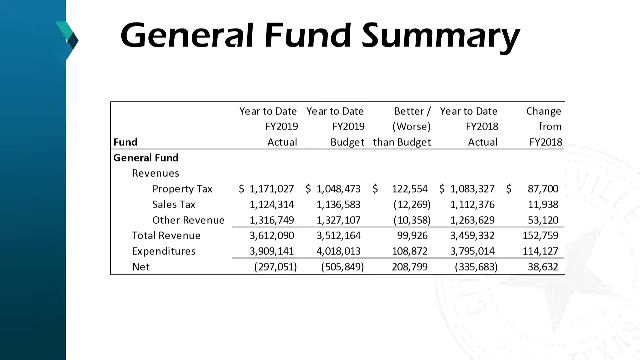 General Fund Summary
Year to Date Year to Date Better / Year to Date Change
FY2019 FY2019 (Worse) FY2018 from
Fund Actual Budget than Budget Actual FY2018
General Fund
Revenues
Property Tax $ 1,171,027 $ 1,048,473 $ 122,554 $ 1,083,327 $ 87,700
Sales Tax 1,124,314 1,136,583 (12,269) 1,112,376 11,938
Other Revenue 1,316,749 1,327,107 (10,358) 1,263,629 53,120
Total Revenue 3,612,090 3,512,164 99,926 3,459,332 152,759
Expenditures 3,909,141 4,018,013 108,872 3,795,014 114,127
Net (297,051) (505,849) 208,799 (335,683) 38,632